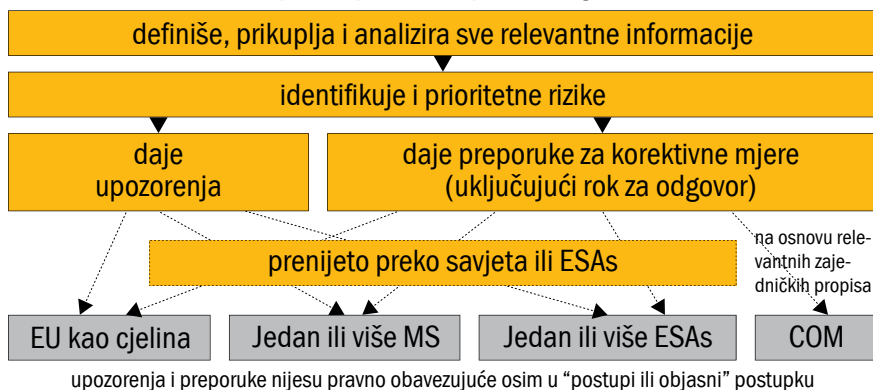 definiše, prikuplja i analizira sve relevantne informacije
identifikuje i prioritetne rizike
daje
upozorenja
daje preporuke za korektivne mjere
(uključujući rok za odgovor)
prenijeto preko savjeta ili ESAs
na osnovu rele-
vantnih zaje-
dničkih propisa
EU kao cjelina
Jedan ili više MS
Jedan ili više ESAs
COM
upozorenja i preporuke nijesu pravno obavezujuće osim u “postupi ili objasni” postupku